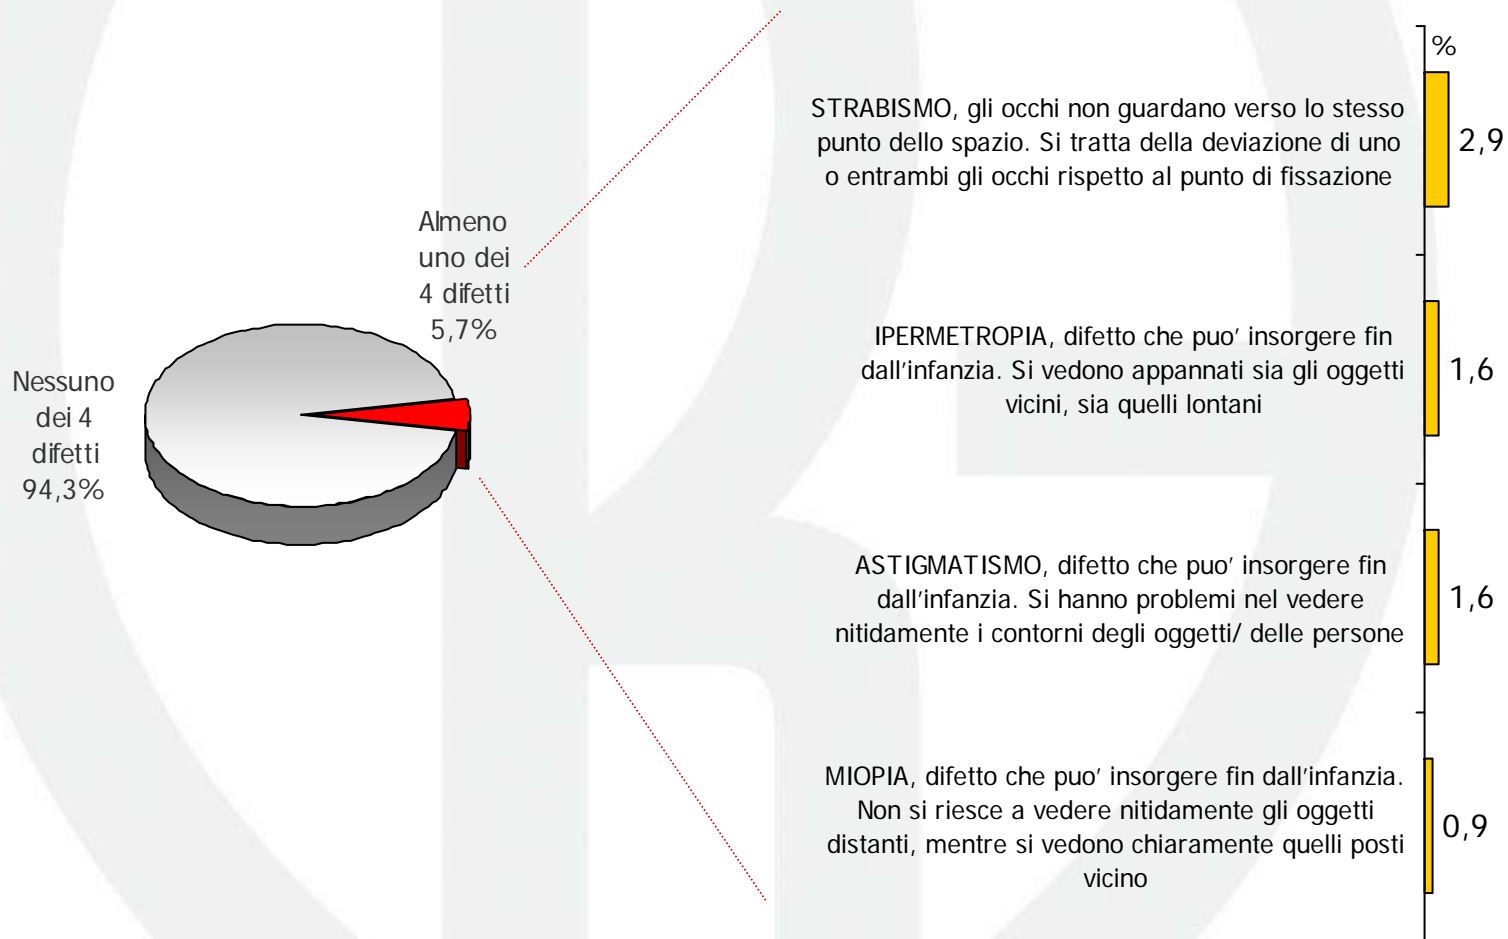 Almeno
uno dei
4 difetti
5,7%
Nessuno
dei 4
difetti
94,3%
%
STRABISMO, gli occhi non guardano verso lo stesso
punto dello spazio. Si tratta della deviazione di uno
o entrambi gli occhi rispetto al punto di fissazione
2,9
IPERMETROPIA, difetto che puo' insorgere fin
dall'infanzia. Si vedono appannati sia gli oggetti
vicini, sia quelli lontani
1,6
ASTIGMATISMO, difetto che puo' insorgere fin
dall'infanzia. Si hanno problemi nel vedere
nitidamente i contorni degli oggetti/ delle persone
1,6
MIOPIA, difetto che puo' insorgere fin dall'infanzia.
Non si riesce a vedere nitidamente gli oggetti
distanti, mentre si vedono chiaramente quelli posti
vicino
0,9